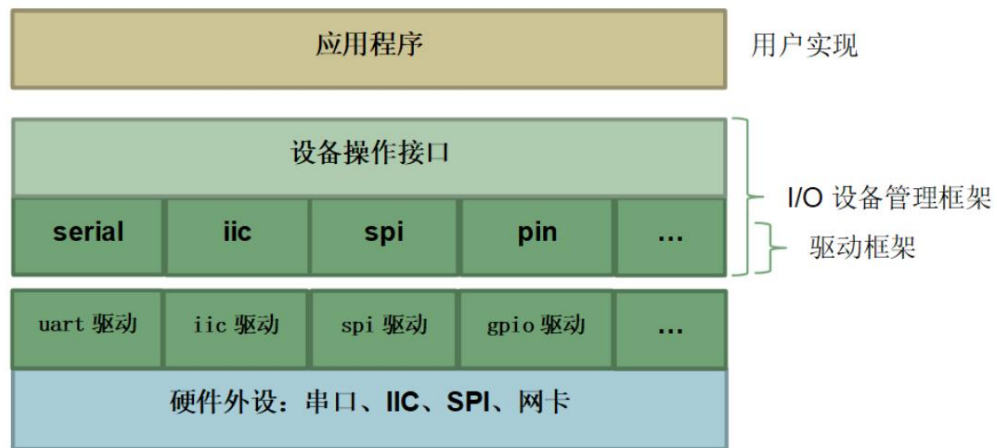 应用程序
用户实现
设备操作接口
I/O 设备管理框架
serial
iic
spi
pin
...
驱动框架
uart 驱动
iic 驱动
spi 驱动
gpio 驱动
...
硬件外设：串口、IIC、SPI、网卡